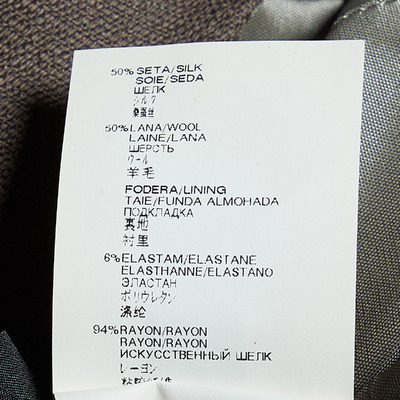 50% SETA/SILK
SOIE/SEDA
ШЕЛК
シルク
桑蚕丝
50% LANA/WOOL
LAINE/LANA
ШЕРСТЬ
ウール
羊毛
FODERA/LINING
TAIE/FUNDA ALMOHADA
ПОДКЛАДКА
裏地
衬里
6% ELASTAM/ELASTANE
ELASTHANNE/ELASTANO
ЭЛАСТАН
ポリウレタン
涤纶
94% RAYON/RAYON
RAYON/RAYON
ИСКУССТВЕННЫЙ ШЕЛК
レーヨン